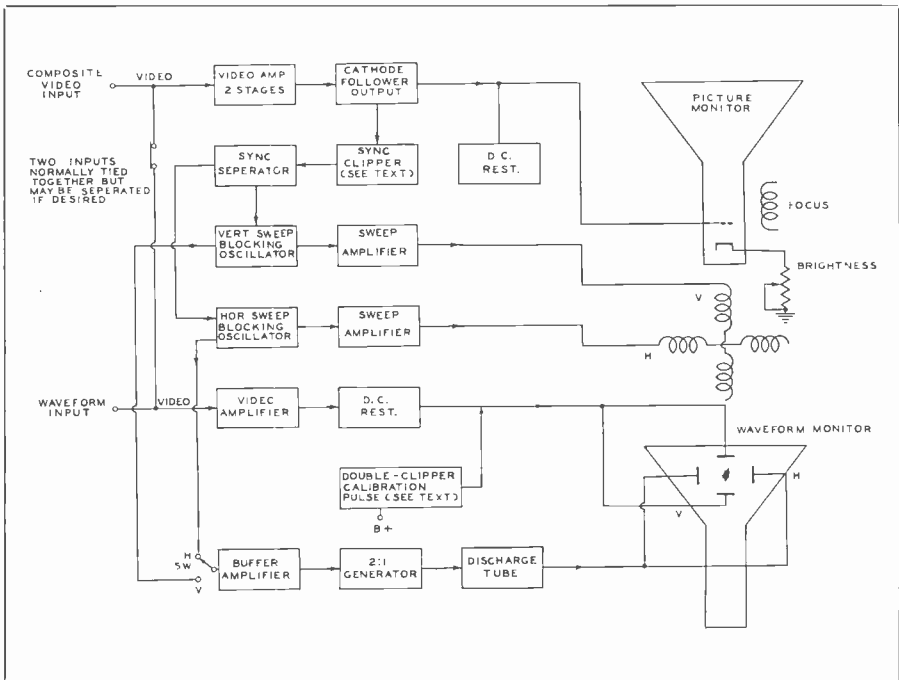 COMPOSITE
VIDEO
INPUT
VIDEO
VIDEO AMP
2 STAGES
CATHODE
FOLLOWER
OUTPUT
PICTURE
MONITOR
TWO INPUTS
NORMALLY TIED
TOGETHER BUT
MAY BE SEPERATED
IF DESIRED
SYNC
SEPERATOR
SYNC
CLIPPER
(SEE TEXT)
D.C.
REST.
FOCUS
VERT SWEEP
BLOCKING
OSCILLATOR
SWEEP
AMPLIFIER
BRIGHTNESS
V
HOR SWEEP
BLOCKING
OSCILLATOR
SWEEP
AMPLIFIER
H
WAVEFORM
INPUT
VIDEO
VIDEO
AMPLIFIER
D.C.
REST.
WAVEFORM MONITOR
DOUBLE-CLIPPER
CALIBRATION
PULSE (SEE TEXT)
B+
H
V
H
SW
V
BUFFER
AMPLIFIER
2:1
GENERATOR
DISCHARGE
TUBE